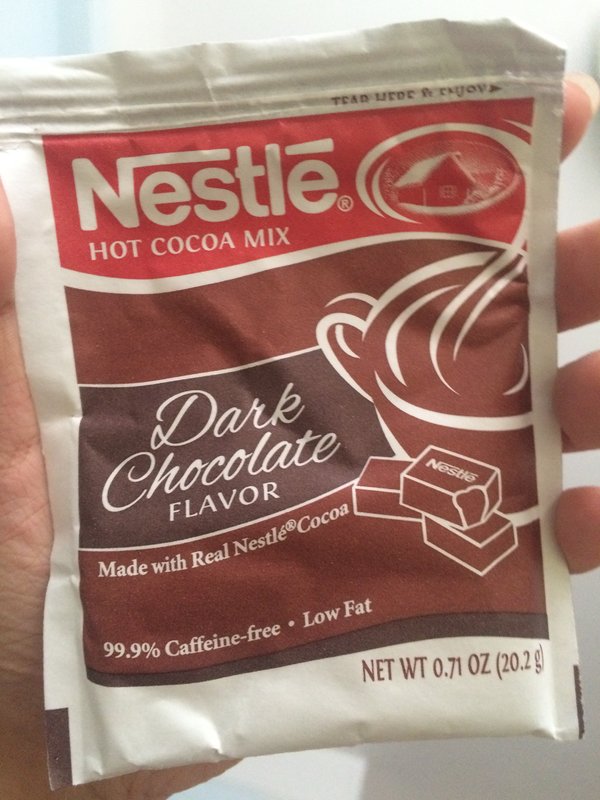 TEAR HERE & ENJOY
Nestlé®
HOT COCOA MIX
Dark
Chocolate
FLAVOR
Nestlé
Made with Real Nestlé® Cocoa
99.9% Caffeine-free • Low Fat
NET WT 0.71 OZ (20.2 g)